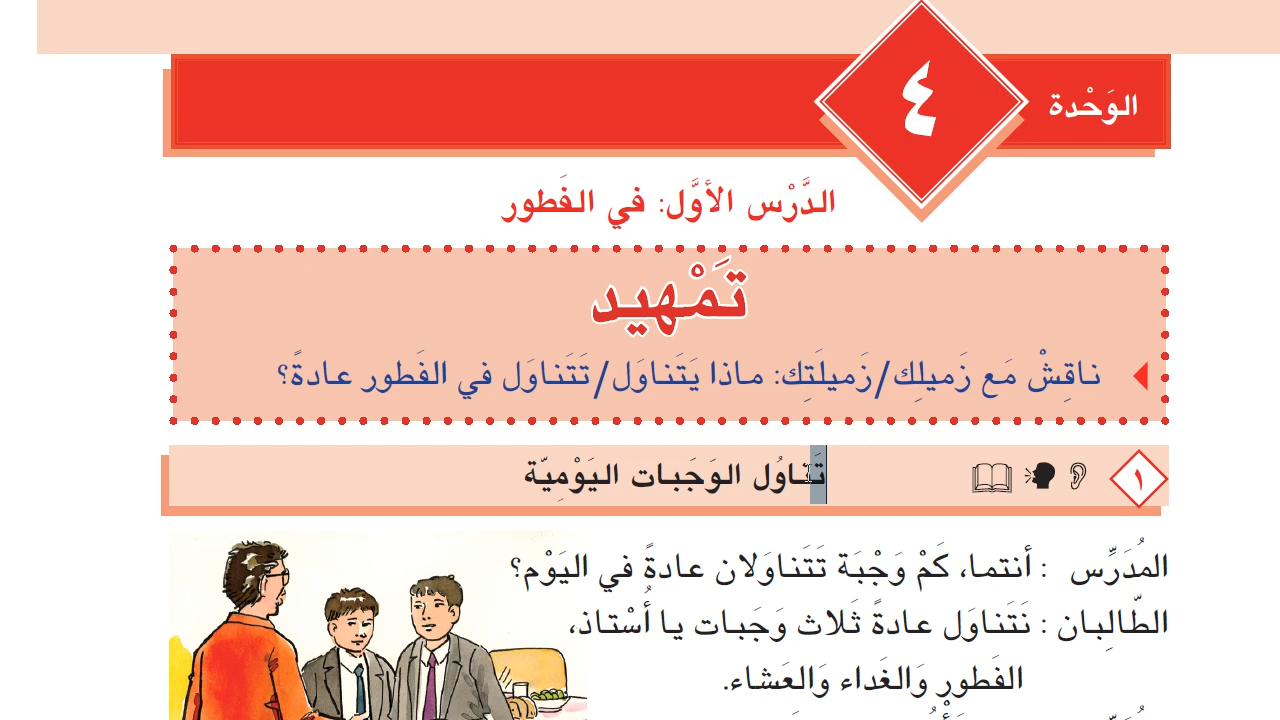 الوَحْدة ٤
الدَّرْس الأوَّل: في الفَطور
تَمْهيد
ناقِشْ مَع زَميلِك/زَميلَتِك: ماذا يَتَناوَل/تَتَناوَل في الفَطور عادةً؟
١ تَناوُل الوَجَبات اليَوْمِيّة
المُدَرِّس : أنتما، كَمْ وَجْبَة تَتَناوَلان عادةً في اليَوْم؟
الطّالِبان : نَتَناوَل عادةً ثَلاث وَجَبات يا أُسْتاذ،
الفَطور وَالغَداء وَالعَشاء.